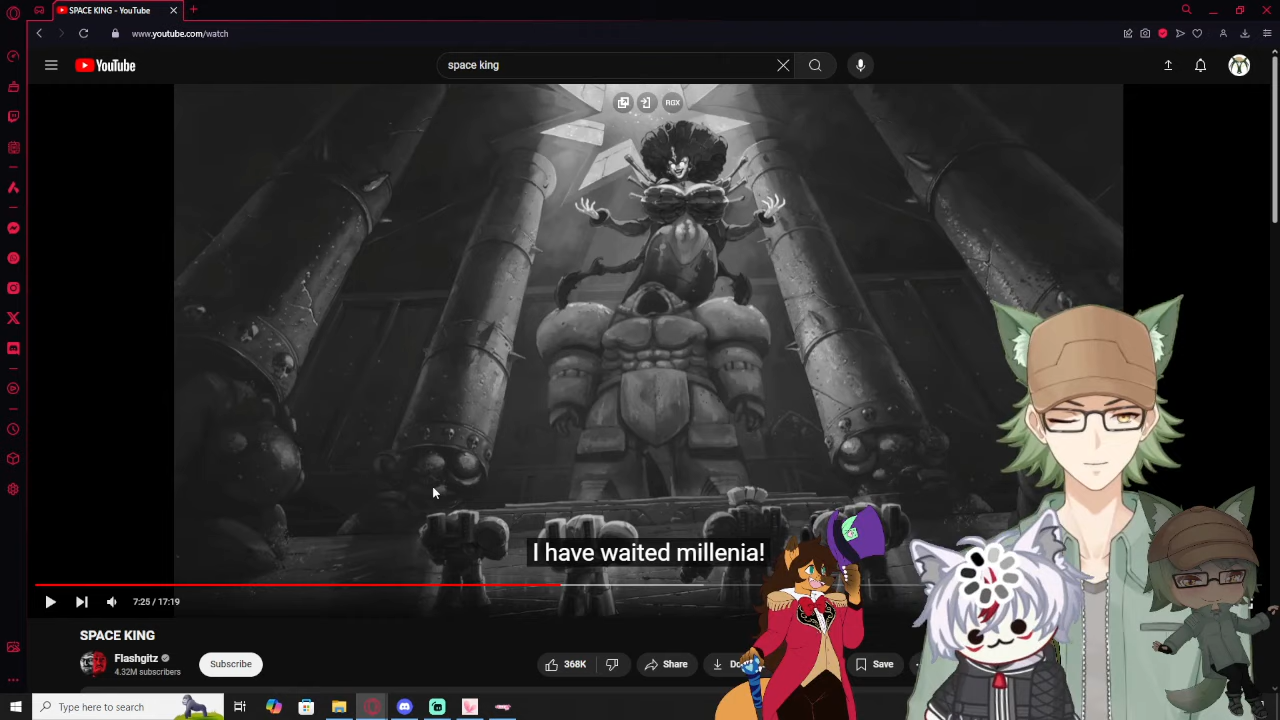 SPACE KING - YouTube
www.youtube.com/watch
YouTube
space king
RGX
I have waited millenia!
7:25 / 17:19
SPACE KING
Flashgitz
4.32M subscribers
Subscribe
368K
Share
Save
Type here to search